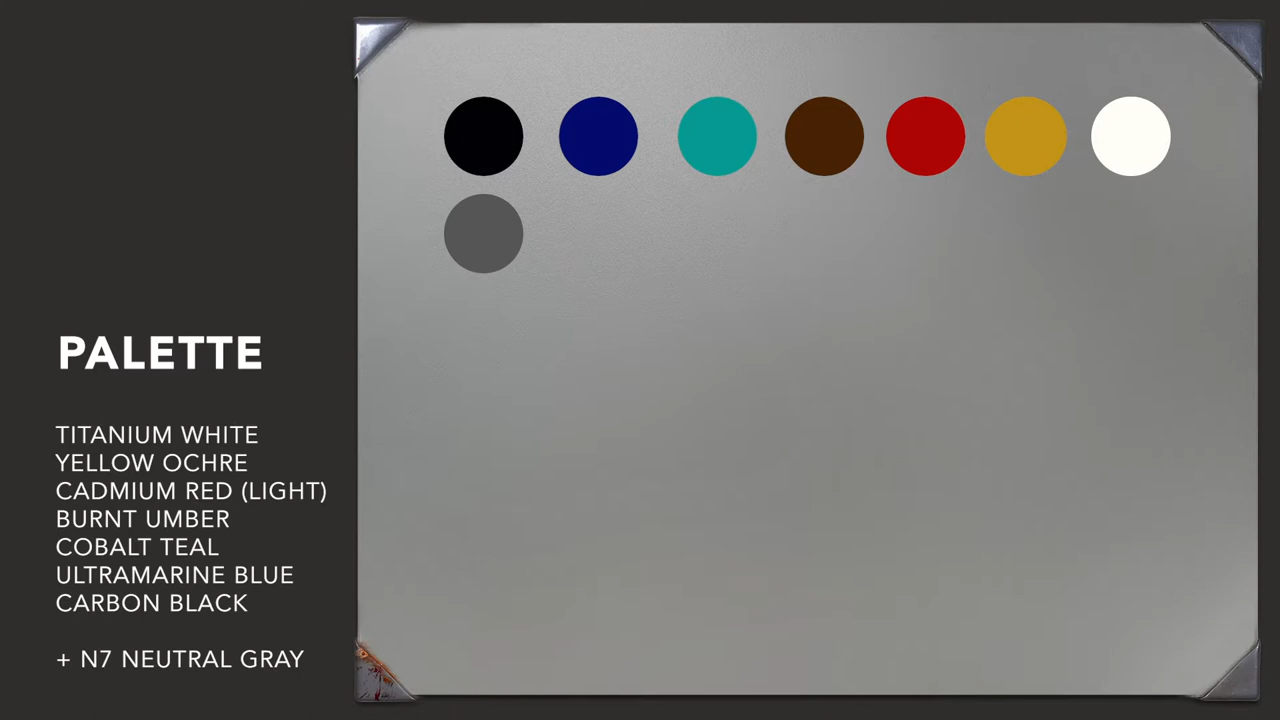 PALETTE
TITANIUM WHITE
YELLOW OCHRE
CADMIUM RED (LIGHT)
BURNT UMBER
COBALT TEAL
ULTRAMARINE BLUE
CARBON BLACK
+ N7 NEUTRAL GRAY